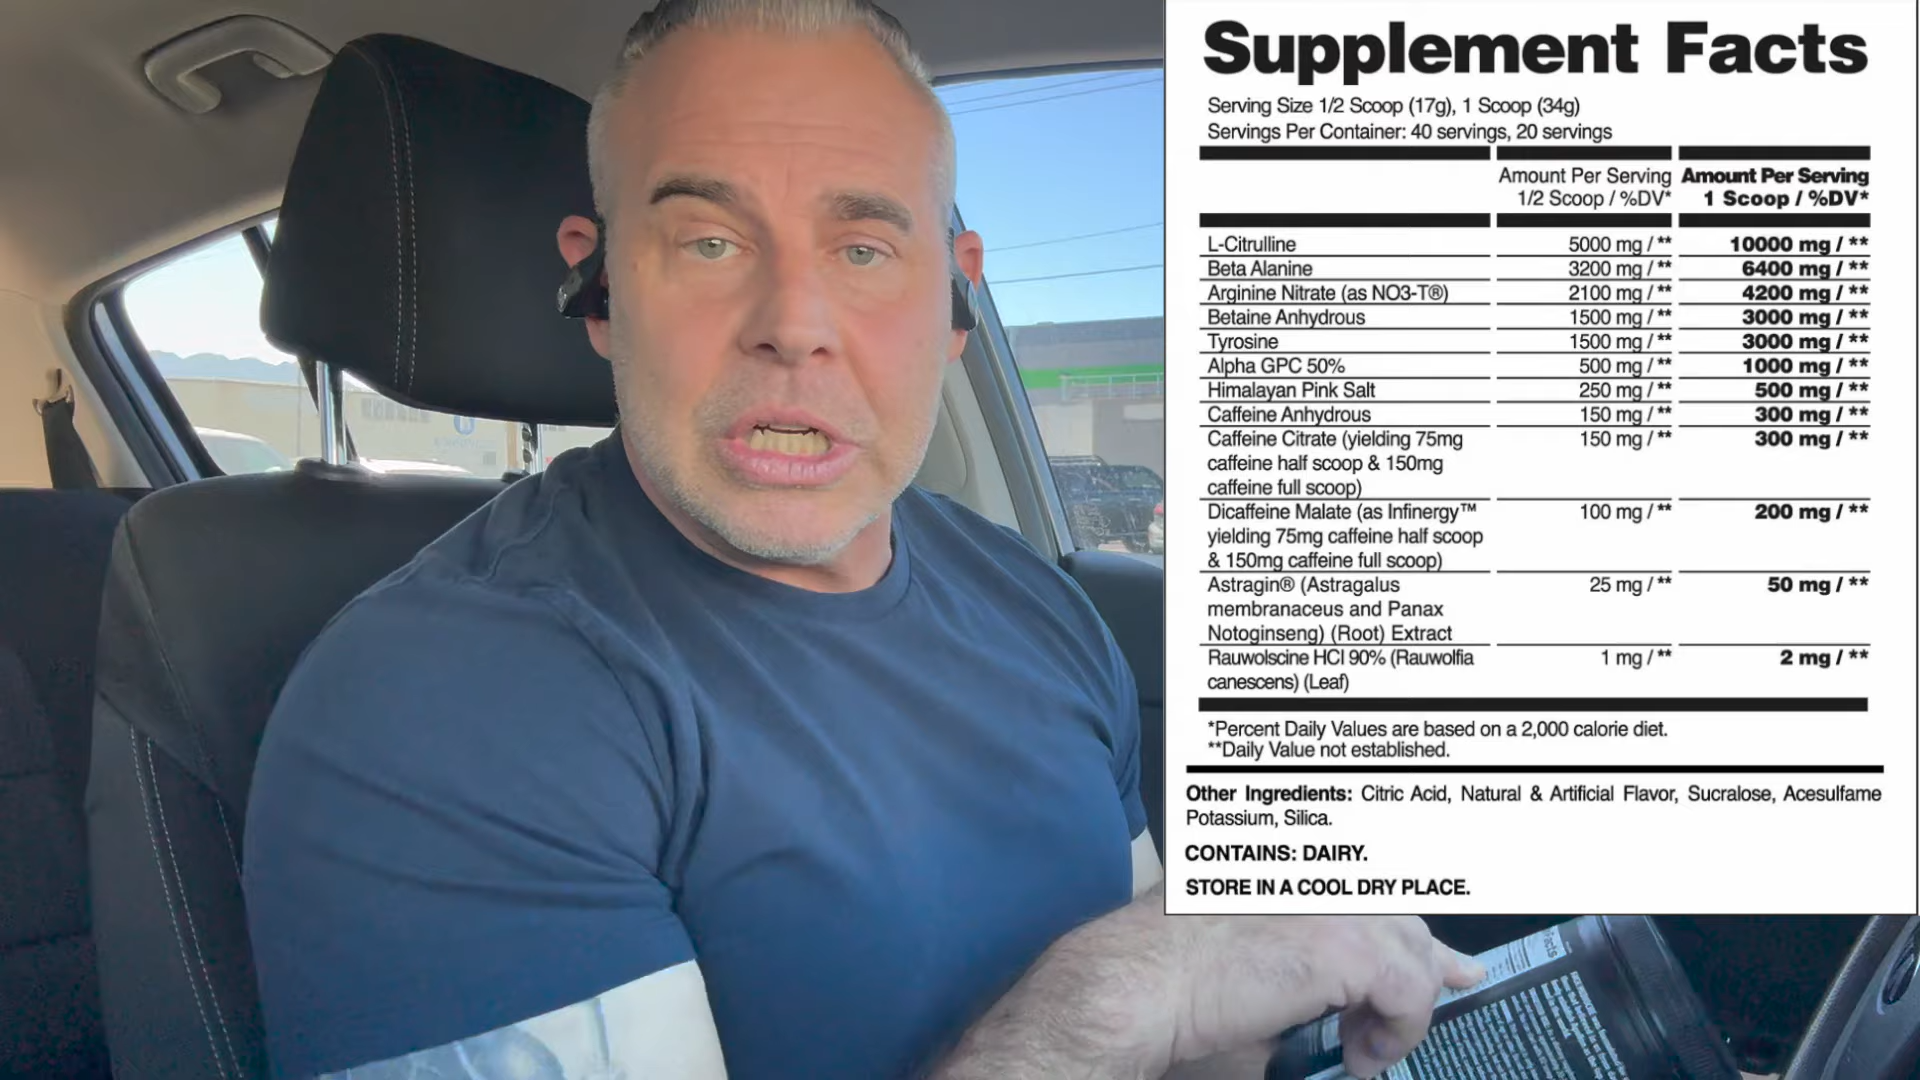 Supplement Facts
Serving Size 1/2 Scoop (17g), 1 Scoop (34g)
Servings Per Container: 40 servings, 20 servings
Amount Per Serving Amount Per Serving
1/2 Scoop / %DV* 1 Scoop / %DV*
L-Citrulline 5000 mg / ** 10000 mg / **
Beta Alanine 3200 mg / ** 6400 mg / **
Arginine Nitrate (as NO3-T®) 2100 mg / ** 4200 mg / **
Betaine Anhydrous 1500 mg / ** 3000 mg / **
Tyrosine 1500 mg / ** 3000 mg / **
Alpha GPC 50% 500 mg / ** 1000 mg / **
Himalayan Pink Salt 250 mg / ** 500 mg / **
Caffeine Anhydrous 150 mg / ** 300 mg / **
Caffeine Citrate (yielding 75mg 150 mg / ** 300 mg / **
caffeine half scoop & 150mg
caffeine full scoop)
Dicaffeine Malate (as Infinergy™ 100 mg / ** 200 mg / **
yielding 75mg caffeine half scoop
& 150mg caffeine full scoop)
Astragin® (Astragalus 25 mg / ** 50 mg / **
membranaceus and Panax
Notoginseng) (Root) Extract
Rauwolscine HCl 90% (Rauwolfia 1 mg / ** 2 mg / **
canescens) (Leaf)
*Percent Daily Values are based on a 2,000 calorie diet.
**Daily Value not established.
Other Ingredients: Citric Acid, Natural & Artificial Flavor, Sucralose, Acesulfame
Potassium, Silica.
CONTAINS: DAIRY.
STORE IN A COOL DRY PLACE.
Facts